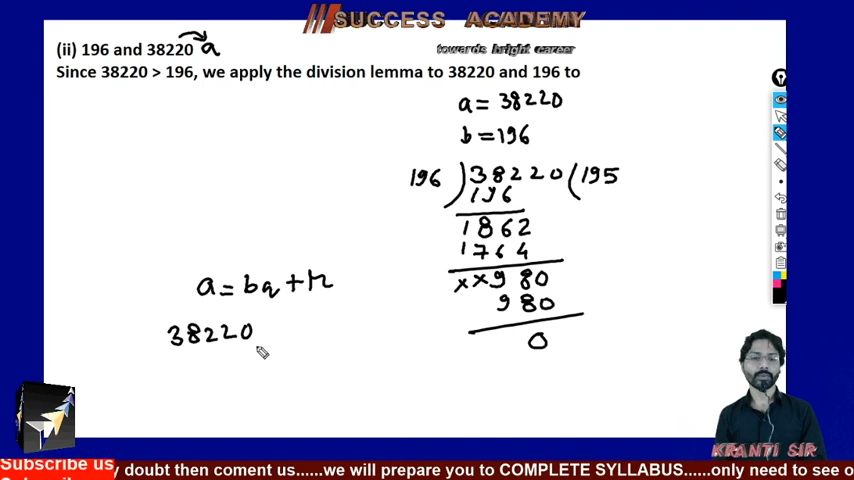 SUCCESS ACADEMY
towards bright career
(ii) 196 and 38220 a
Since 38220 > 196, we apply the division lemma to 38220 and 196 to
a = 38220
b = 196
196 ) 38220 ( 195
196
1862
1764
x x 980
980
0
a = bq + r
38220
KRANTI SIR
Subscribe us
y doubt then coment us......we will prepare you to COMPLETE SYLLABUS......only need to see o